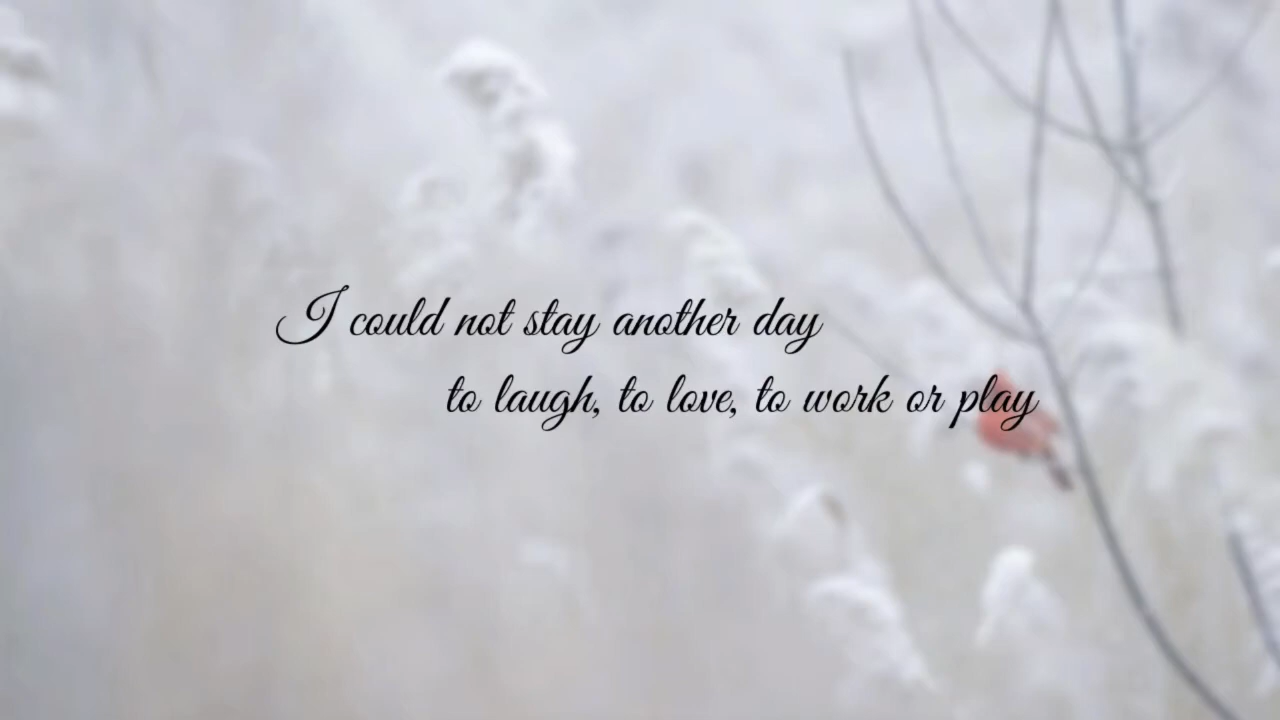 I could not stay another day
to laugh, to love, to work or play